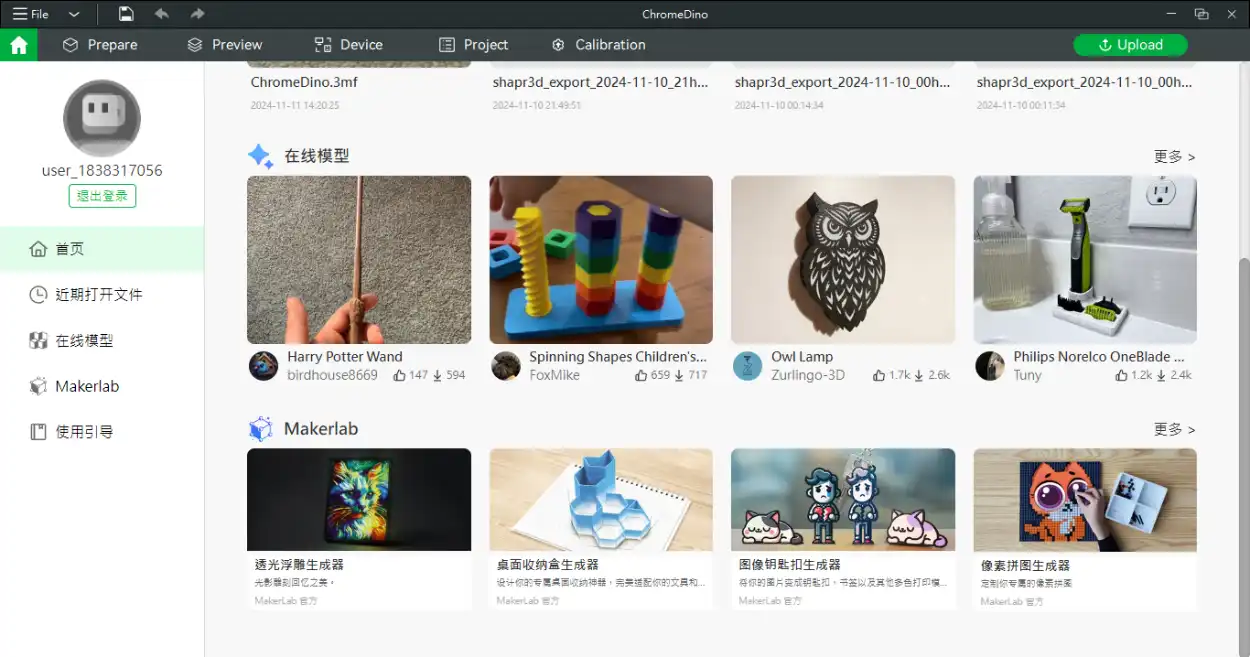 File
ChromeDino
Prepare
Preview
Device
Project
Calibration
Upload
user_1838317056
退出登录
首页
近期打开文件
在线模型
Makerlab
使用引导
ChromeDino.3mf
2024-11-11 14:20:25
shapr3d_export_2024-11-10_21h...
2024-11-10 21:49:51
shapr3d_export_2024-11-10_00h...
2024-11-10 00:14:34
shapr3d_export_2024-11-10_00h...
2024-11-10 00:11:34
在线模型
更多 >
Harry Potter Wand
birdhouse8669 147 594
Spinning Shapes Children's...
FoxMike 659 717
Owl Lamp
Zurlingo-3D 1.7k 2.6k
Philips Norelco OneBlade ...
Tuny 1.2k 2.4k
Makerlab
更多 >
透光浮雕生成器
光影雕刻回忆之美。
MakerLab 官方
桌面收纳盒生成器
设计你的专属桌面收纳神器，完美适配你的文具和...
MakerLab 官方
图像钥匙扣生成器
将你的图片变成钥匙扣、书签以及其他多色打印模...
MakerLab 官方
像素拼图生成器
定制你专属的像素拼图
MakerLab 官方